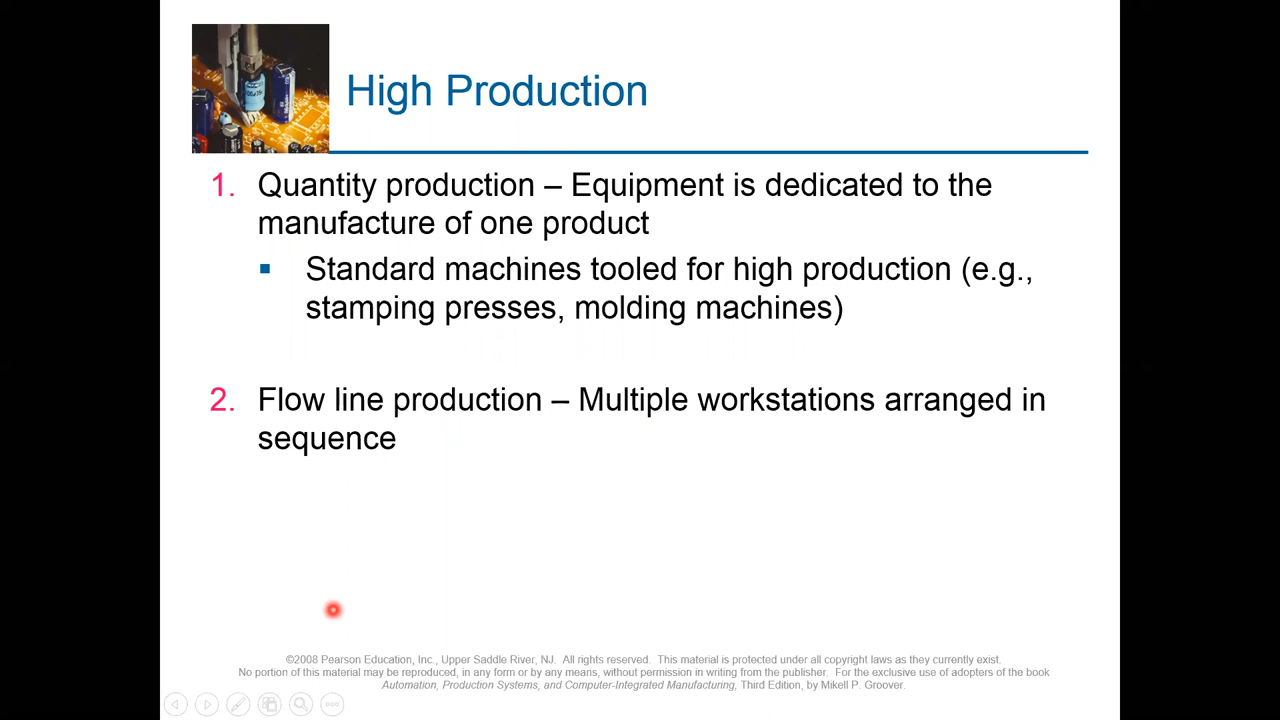 High Production
1. Quantity production – Equipment is dedicated to the
manufacture of one product
▪ Standard machines tooled for high production (e.g.,
stamping presses, molding machines)
2. Flow line production – Multiple workstations arranged in
sequence
©2008 Pearson Education, Inc., Upper Saddle River, NJ. All rights reserved. This material is protected under all copyright laws as they currently exist.
No portion of this material may be reproduced, in any form or by any means, without permission in writing from the publisher. For the exclusive use of adopters of the book
Automation, Production Systems, and Computer-Integrated Manufacturing, Third Edition, by Mikell P. Groover.